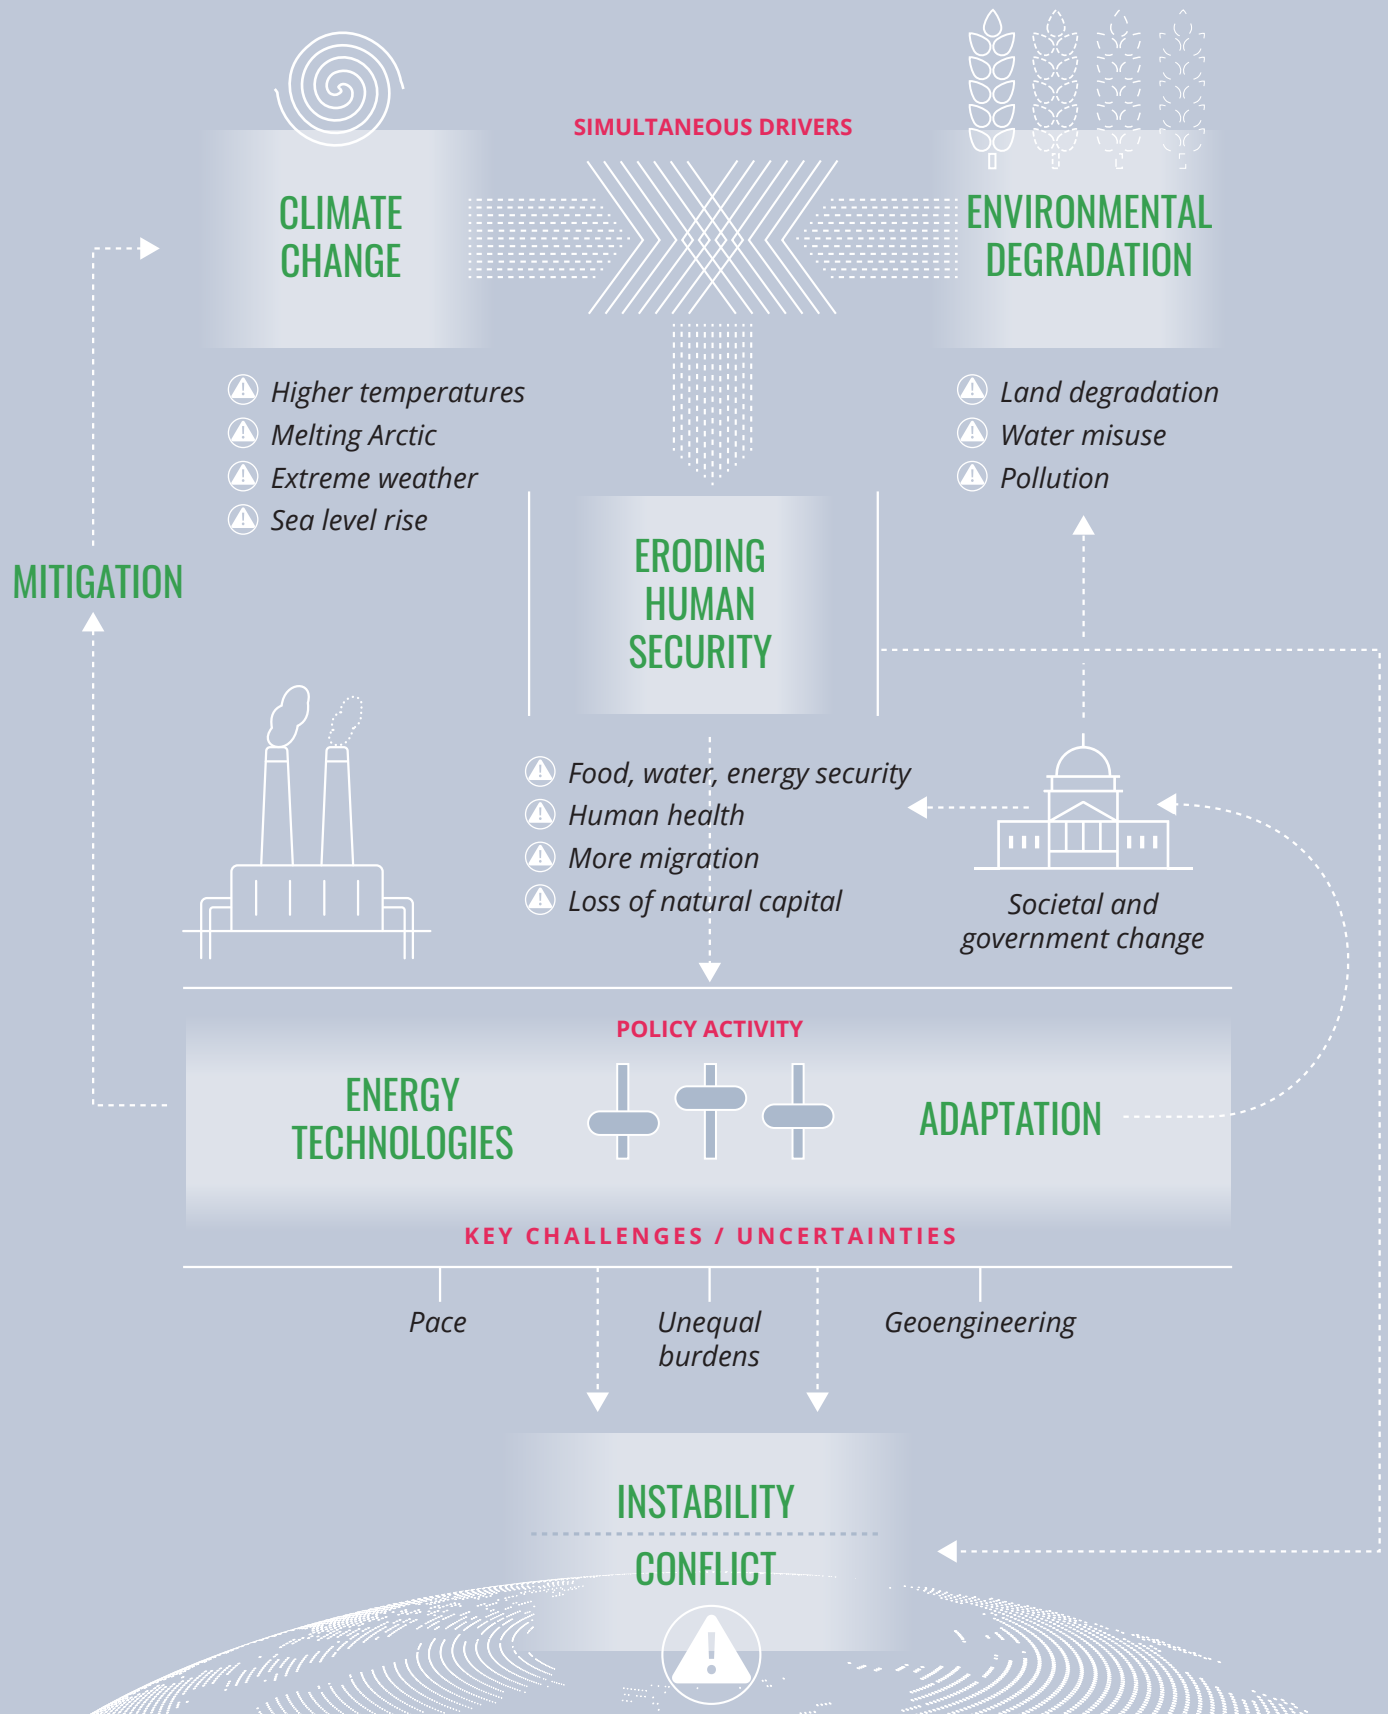 SIMULTANEOUS DRIVERS
CLIMATE
CHANGE
ENVIRONMENTAL
DEGRADATION
Higher temperatures
Melting Arctic
Extreme weather
Sea level rise
Land degradation
Water misuse
Pollution
MITIGATION
ERODING
HUMAN
SECURITY
Food, water, energy security
Human health
More migration
Loss of natural capital
Societal and
government change
POLICY ACTIVITY
ENERGY
TECHNOLOGIES
ADAPTATION
KEY CHALLENGES / UNCERTAINTIES
Pace
Unequal
burdens
Geoengineering
INSTABILITY
CONFLICT